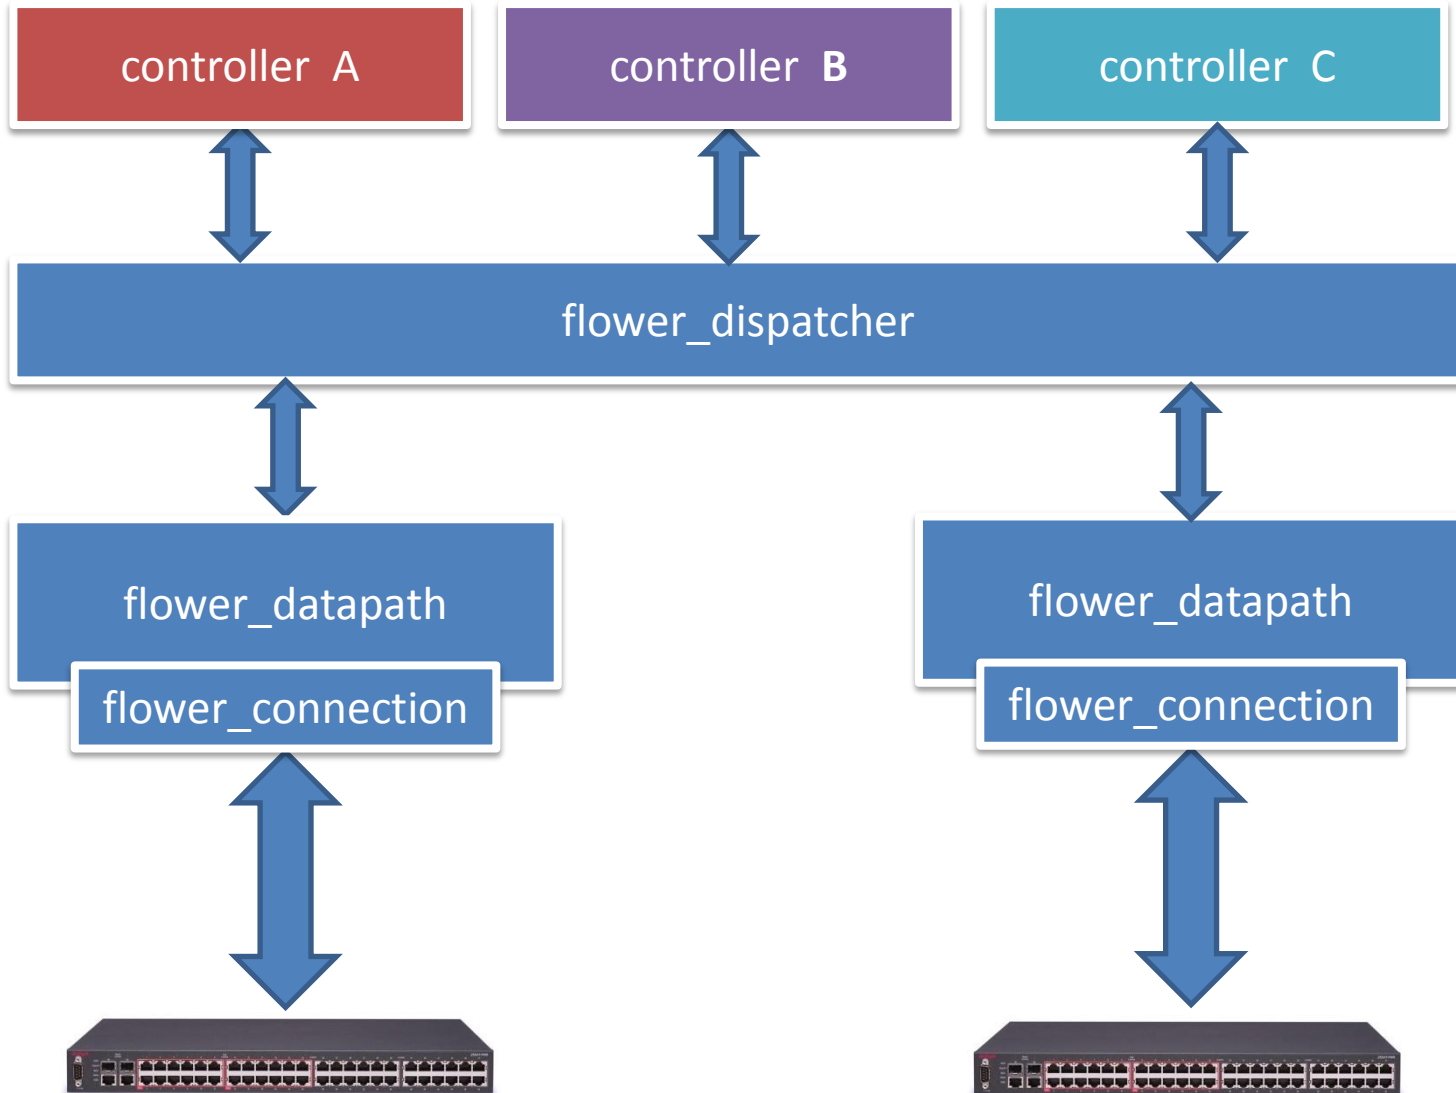 controller A
controller B
controller C
flower_dispatcher
flower_datapath
flower_datapath
flower_connection
flower_connection